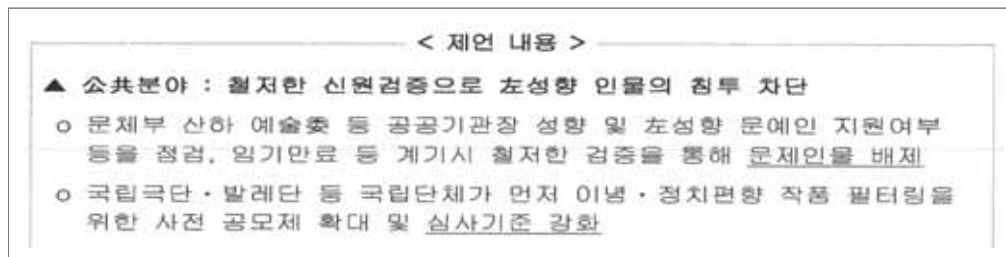 < 제언 내용 >
▲ 公共분야 : 철저한 신원검증으로 左성향 인물의 침투 차단
o 문체부 산하 예술委 등 공공기관장 성향 및 左성향 문예인 지원여부
등을 점검, 임기만료 등 계기시 철저한 검증을 통해 문제인물 배제
o 국립극단·발레단 등 국립단체가 먼저 이념·정치편향 작품 필터링을
위한 사전 공모제 확대 및 심사기준 강화